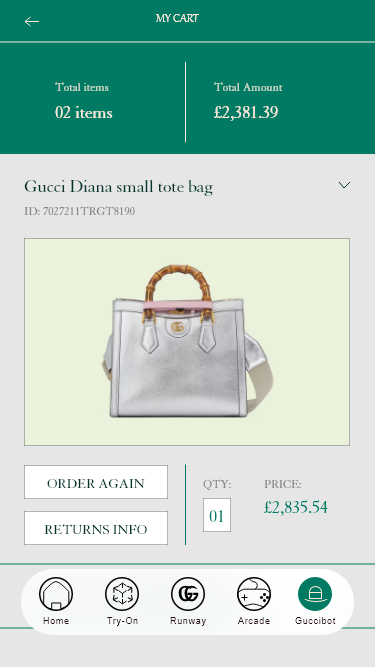 MY CART
Total items
Total Amount
02 items
£2,381.39
Gucci Diana small tote bag
ID: 7027211TRGT8190
ORDER AGAIN
RETURNS INFO
QTY:
01
PRICE:
£2,835.54
Home
Try-On
Runway
Arcade
Guccibot